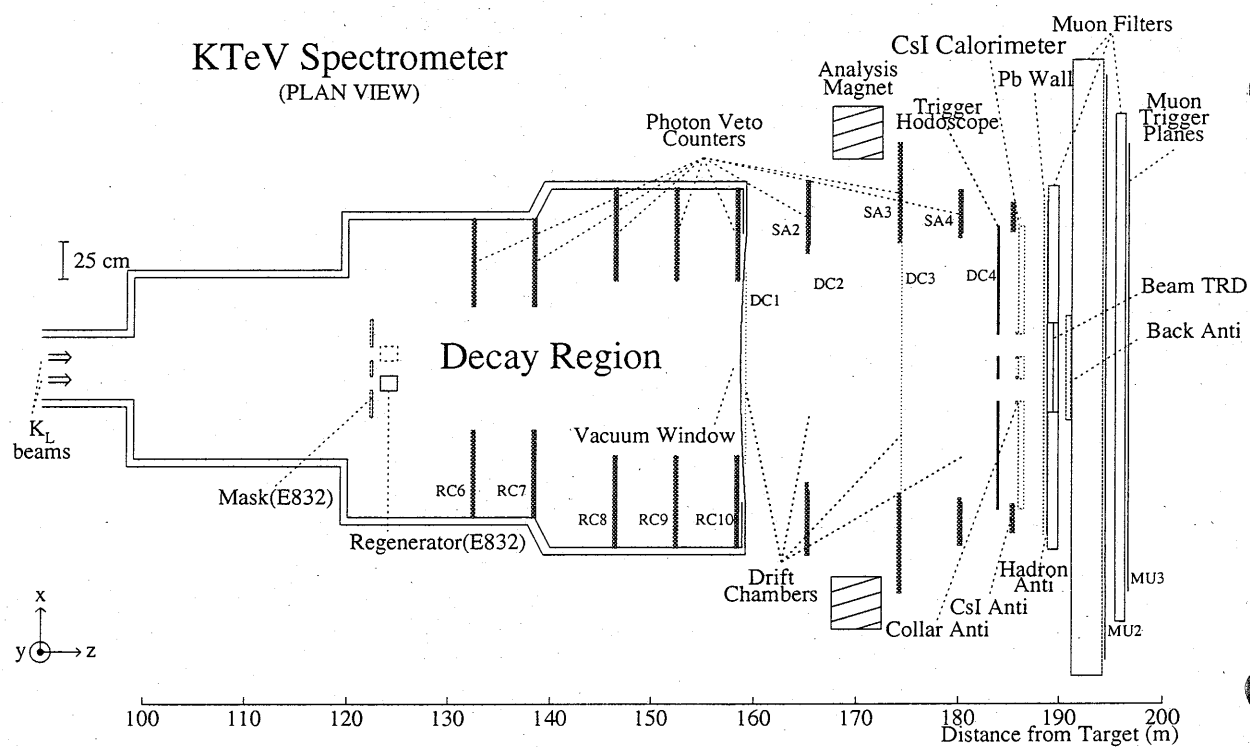 KTeV Spectrometer
(PLAN VIEW)
Muon Filters
CsI Calorimeter
Pb Wall
Analysis
Magnet
Trigger
Hodoscope
Muon
Trigger
Planes
Photon Veto
Counters
SA2
SA3
SA4
25 cm
DC1
DC2
DC3
DC4
Beam TRD
Back Anti
Decay Region
K_L
beams
Vacuum Window
Mask(E832)
Regenerator(E832)
RC6
RC7
RC8
RC9
RC10
Drift
Chambers
Hadron
Anti
CsI Anti
Collar Anti
MU3
MU2
x
y
z
100
110
120
130
140
150
160
170
180
190
200
Distance from Target (m)